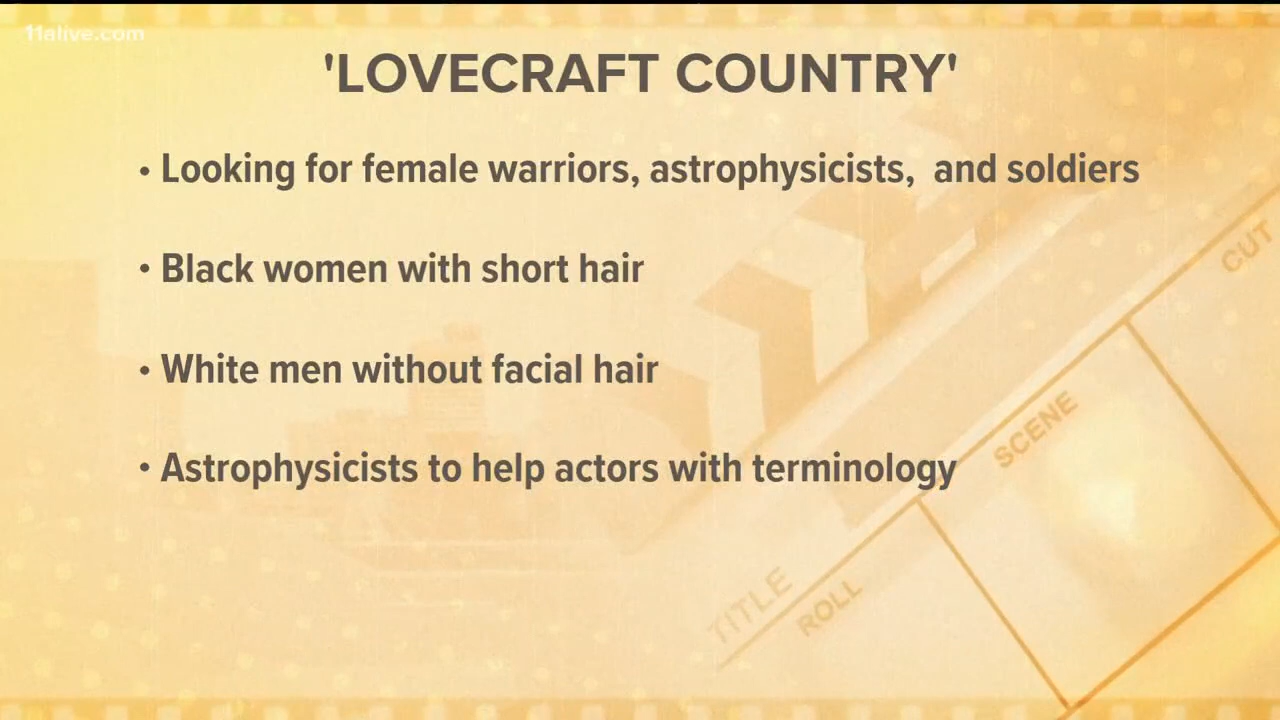 11alive.com
'LOVECRAFT COUNTRY'
• Looking for female warriors, astrophysicists,  and soldiers
• Black women with short hair
• White men without facial hair
• Astrophysicists to help actors with terminology
CUT
SCENE
TITLE
ROLL